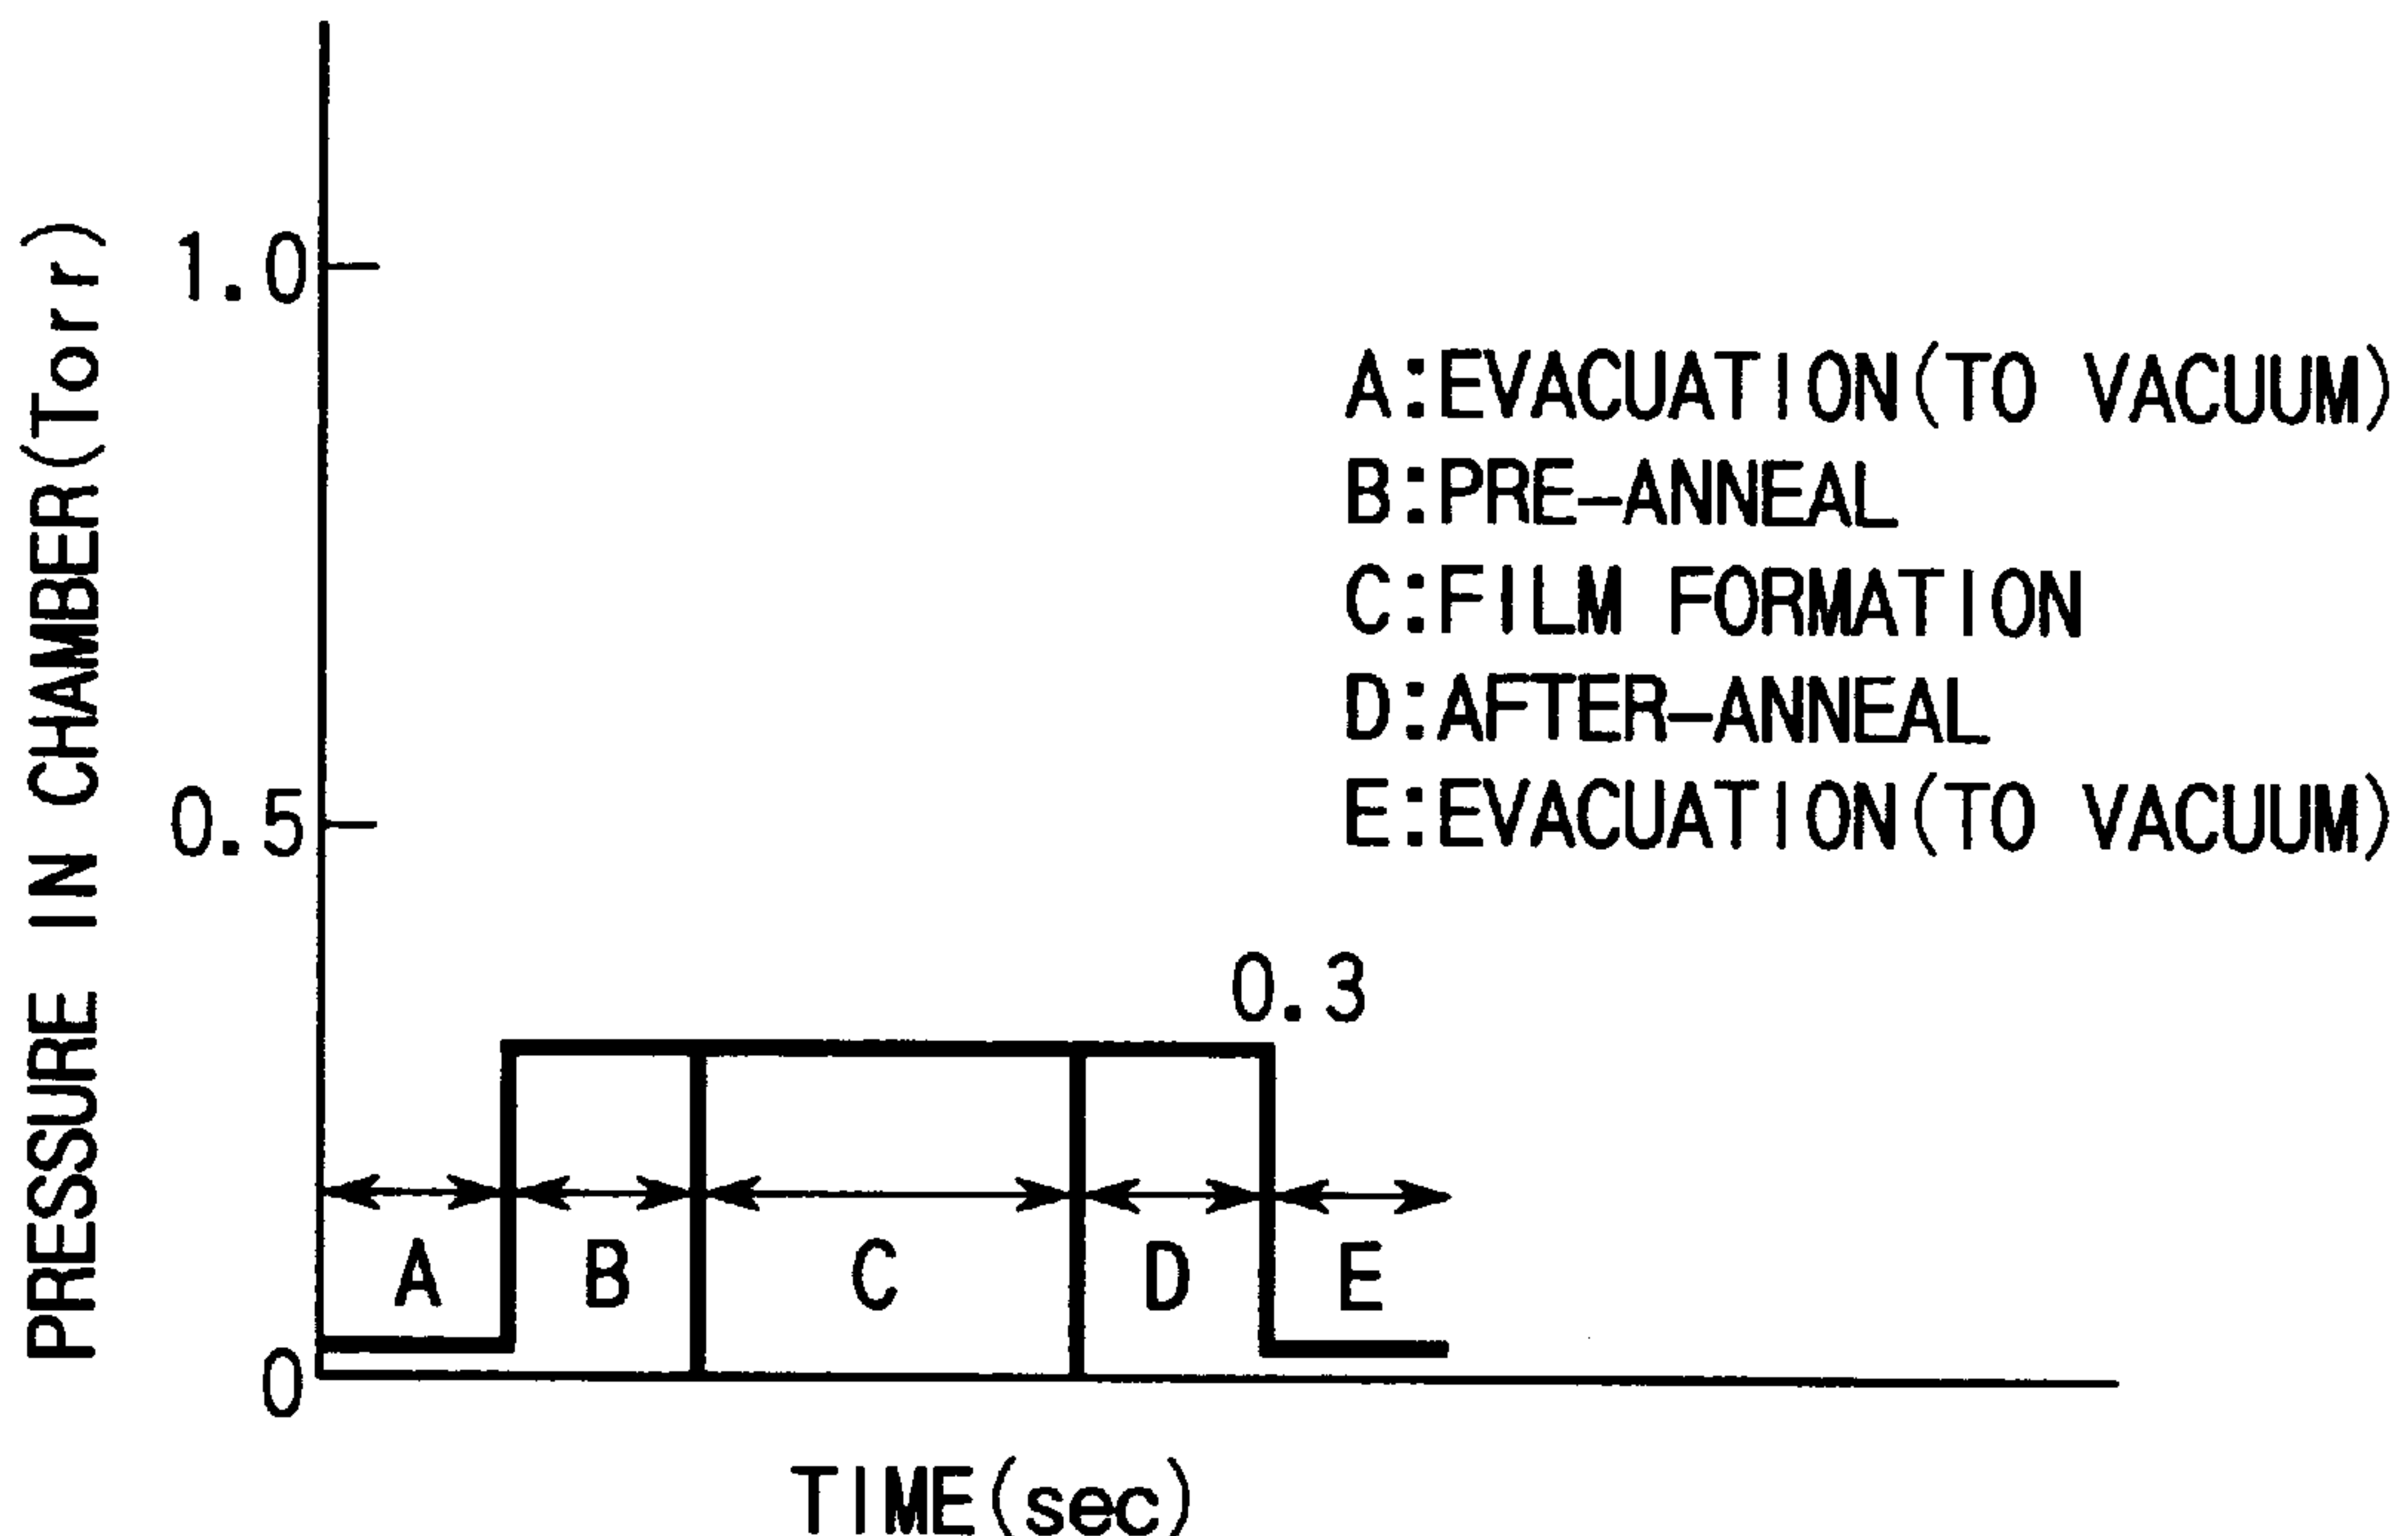 PRESSURE IN CHAMBER(Torr)
1.0
0.5
0
A:EVACUATION(TO VACUUM)
B:PRE-ANNEAL
C:FILM FORMATION
D:AFTER-ANNEAL
E:EVACUATION(TO VACUUM)
0.3
A B C D E
TIME(sec)